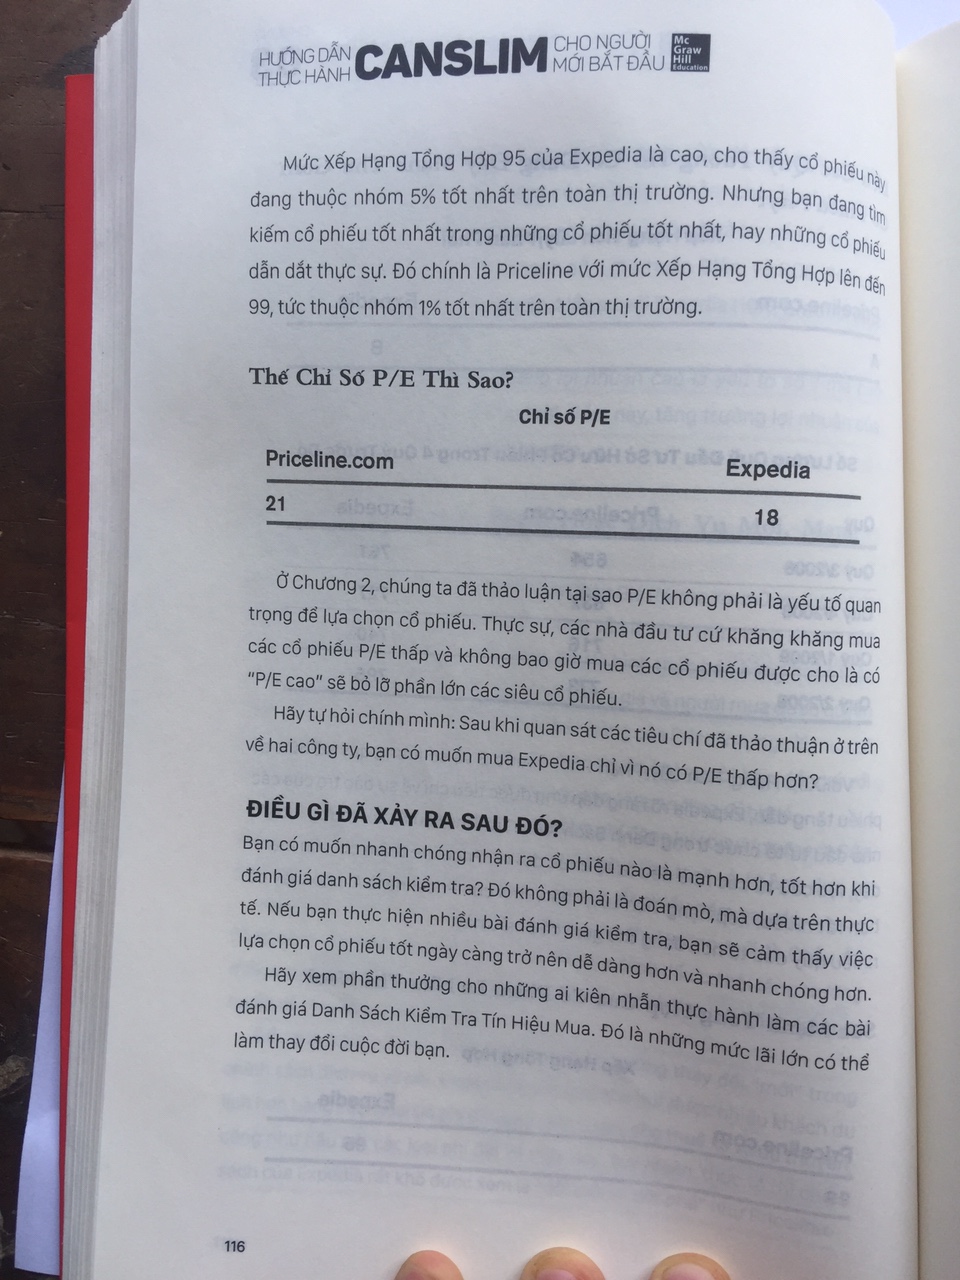 HƯỚNG DẪN THỰC HÀNH CANSLIM CHO NGƯỜI MỚI BẮT ĐẦU
Mc Graw Hill Education
Mức Xếp Hạng Tổng Hợp 95 của Expedia là cao, cho thấy cổ phiếu này
đang thuộc nhóm 5% tốt nhất trên toàn thị trường. Nhưng bạn đang tìm
kiếm cổ phiếu tốt nhất trong những cổ phiếu tốt nhất, hay những cổ phiếu
dẫn dắt thực sự. Đó chính là Priceline với mức Xếp Hạng Tổng Hợp lên đến
99, tức thuộc nhóm 1% tốt nhất trên toàn thị trường.
Thế Chỉ Số P/E Thì Sao?
Chỉ số P/E
Priceline.com Expedia
21 18
Ở Chương 2, chúng ta đã thảo luận tại sao P/E không phải là yếu tố quan
trọng để lựa chọn cổ phiếu. Thực sự, các nhà đầu tư cứ khăng khăng mua
các cổ phiếu P/E thấp và không bao giờ mua các cổ phiếu được cho là có
“P/E cao” sẽ bỏ lỡ phần lớn các siêu cổ phiếu.
Hãy tự hỏi chính mình: Sau khi quan sát các tiêu chí đã thảo thuận ở trên
về hai công ty, bạn có muốn mua Expedia chỉ vì nó có P/E thấp hơn?
ĐIỀU GÌ ĐÃ XẢY RA SAU ĐÓ?
Bạn có muốn nhanh chóng nhận ra cổ phiếu nào là mạnh hơn, tốt hơn khi
đánh giá danh sách kiểm tra? Đó không phải là đoán mò, mà dựa trên thực
tế. Nếu bạn thực hiện nhiều bài đánh giá kiểm tra, bạn sẽ cảm thấy việc
lựa chọn cổ phiếu tốt ngày càng trở nên dễ dàng hơn và nhanh chóng hơn.
Hãy xem phần thưởng cho những ai kiên nhẫn thực hành làm các bài
đánh giá Danh Sách Kiểm Tra Tín Hiệu Mua. Đó là những mức lãi lớn có thể
làm thay đổi cuộc đời bạn.
116